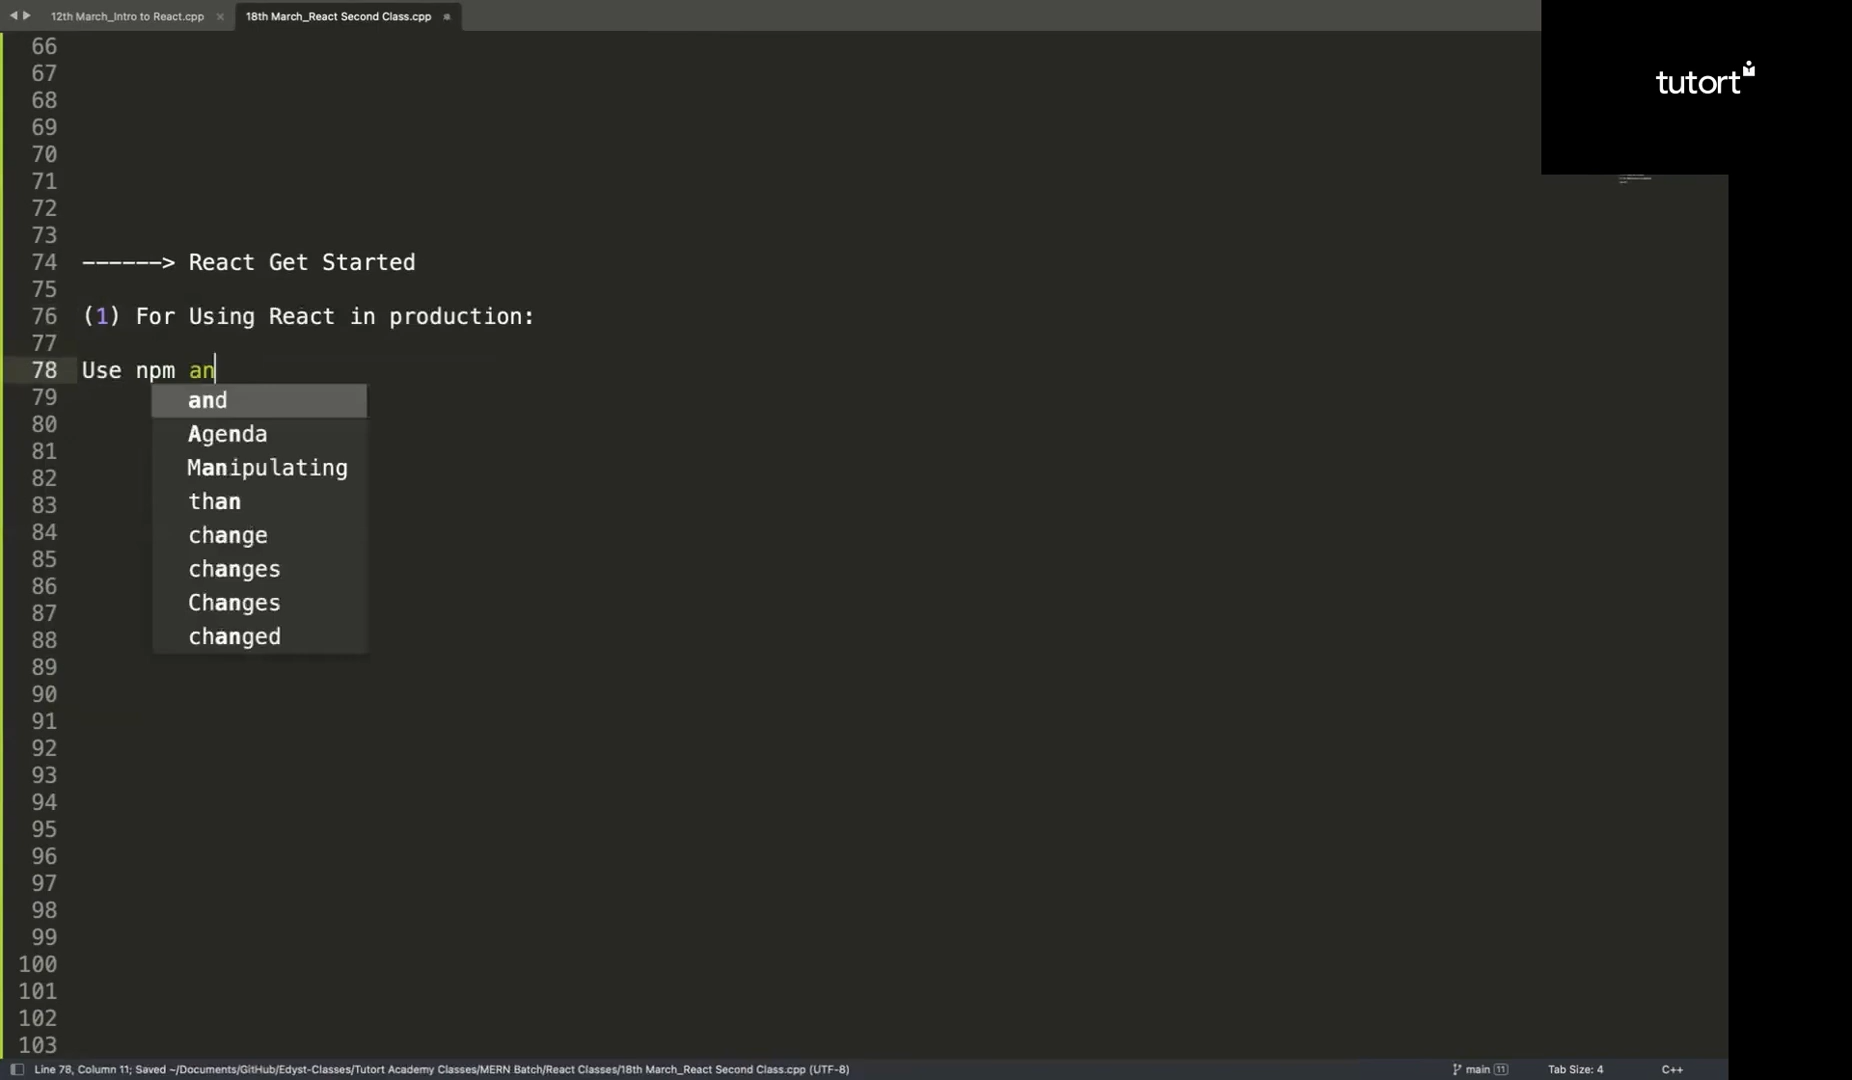 12th March_Intro to React.cpp
18th March_React Second Class.cpp
tutort
66
67
68
69
70
71
72
73
74 ------> React Get Started
75
76 (1) For Using React in production:
77
78 Use npm an
79 and
80 Agenda
81 Manipulating
82 than
83 change
84 changes
85 Changes
86 changed
87
88
89
90
91
92
93
94
95
96
97
98
99
100
101
102
103
Line 78, Column 11; Saved ~/Documents/GitHub/Edyst-Classes/Tutort Academy Classes/MERN Batch/React Classes/18th March_React Second Class.cpp (UTF-8) main 11 Tab Size: 4 C++